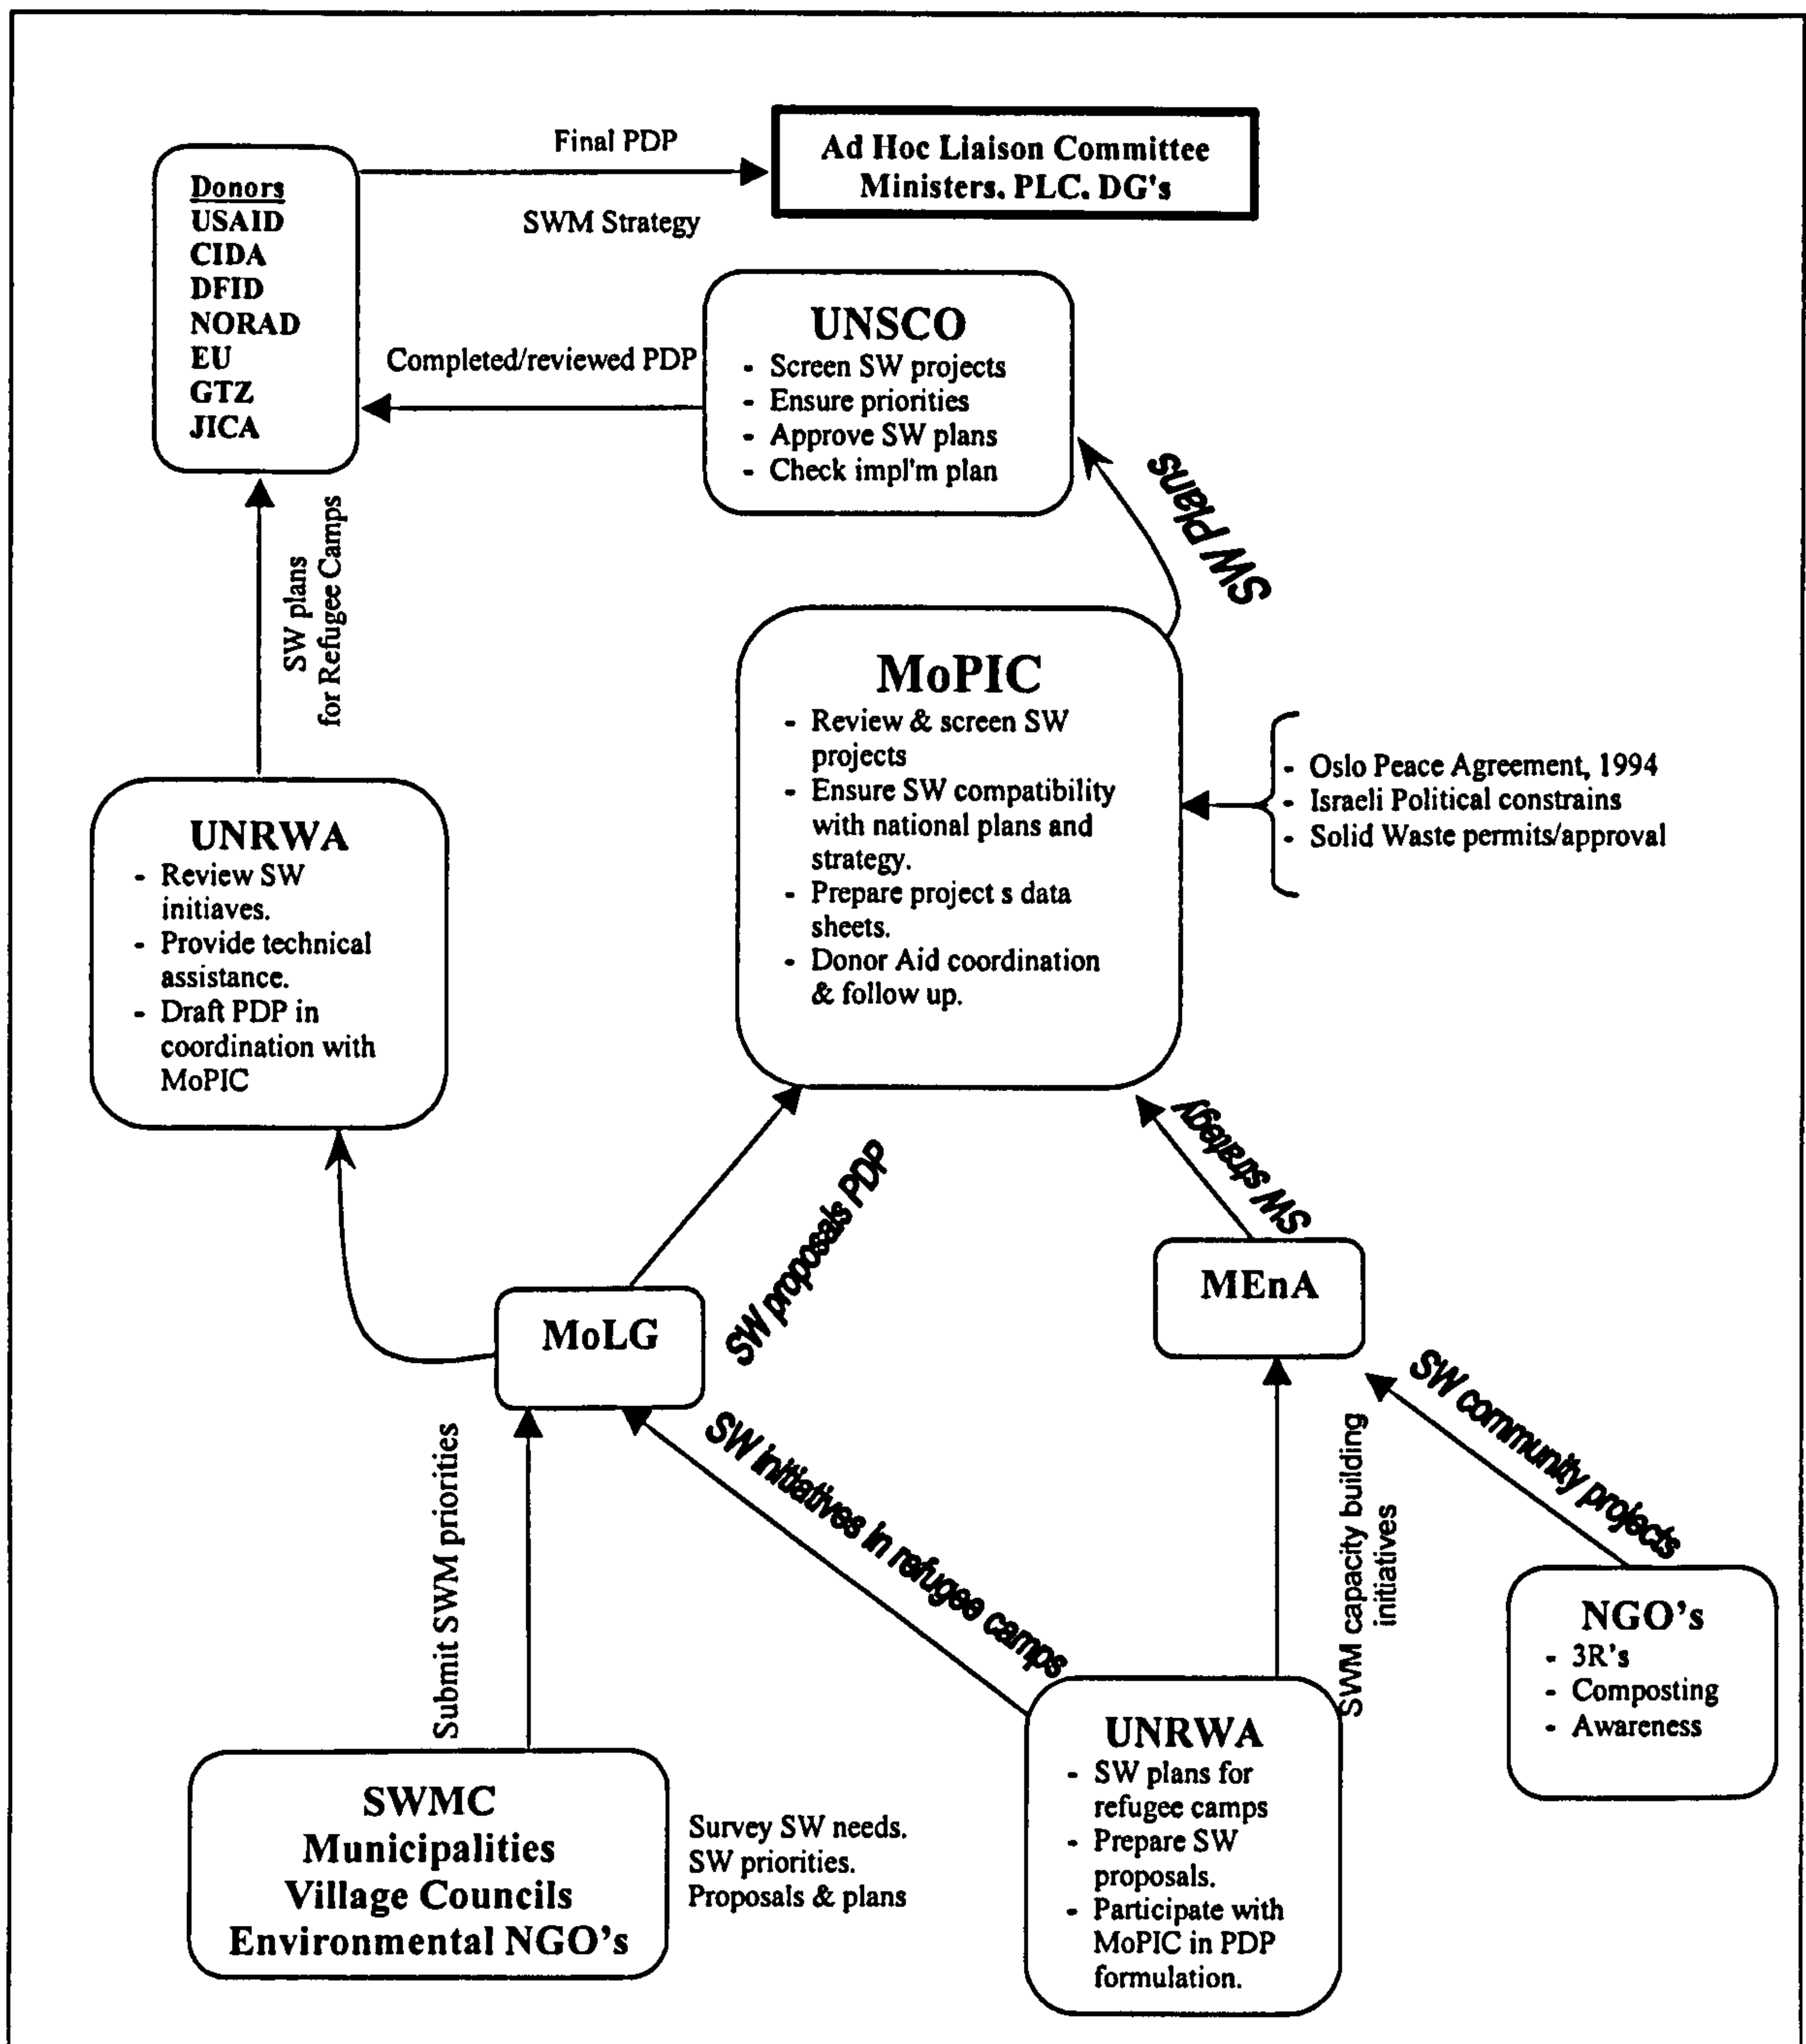 Final PDP
Ad Hoc Liaison Committee
Ministers. PLC. DG's
SWM Strategy
Donors
USAID
CIDA
DFID
NORAD
EU
GTZ
JICA
Completed/reviewed PDP
UNSCO
- Screen SW projects
- Ensure priorities
- Approve SW plans
- Check impl'm plan
SW Plans
SW plans
for Refugee Camps
MoPIC
- Review & screen SW
projects
- Ensure SW compatibility
with national plans and
strategy.
- Prepare project s data
sheets.
- Donor Aid coordination
& follow up.
- Oslo Peace Agreement, 1994
- Israeli Political constrains
- Solid Waste permits/approval
UNRWA
- Review SW
initiaves.
- Provide technical
assistance.
- Draft PDP in
coordination with
MoPIC
SW proposals PDP
SW strategy
MoLG
MEnA
Submit SWM priorities
SW initiatives in refugee camps
SWM capacity building
initiatives
SW community projects
NGO's
- 3R's
- Composting
- Awareness
SWMC
Municipalities
Village Councils
Environmental NGO's
Survey SW needs.
SW priorities.
Proposals & plans
UNRWA
- SW plans for
refugee camps
- Prepare SW
proposals.
- Participate with
MoPIC in PDP
formulation.